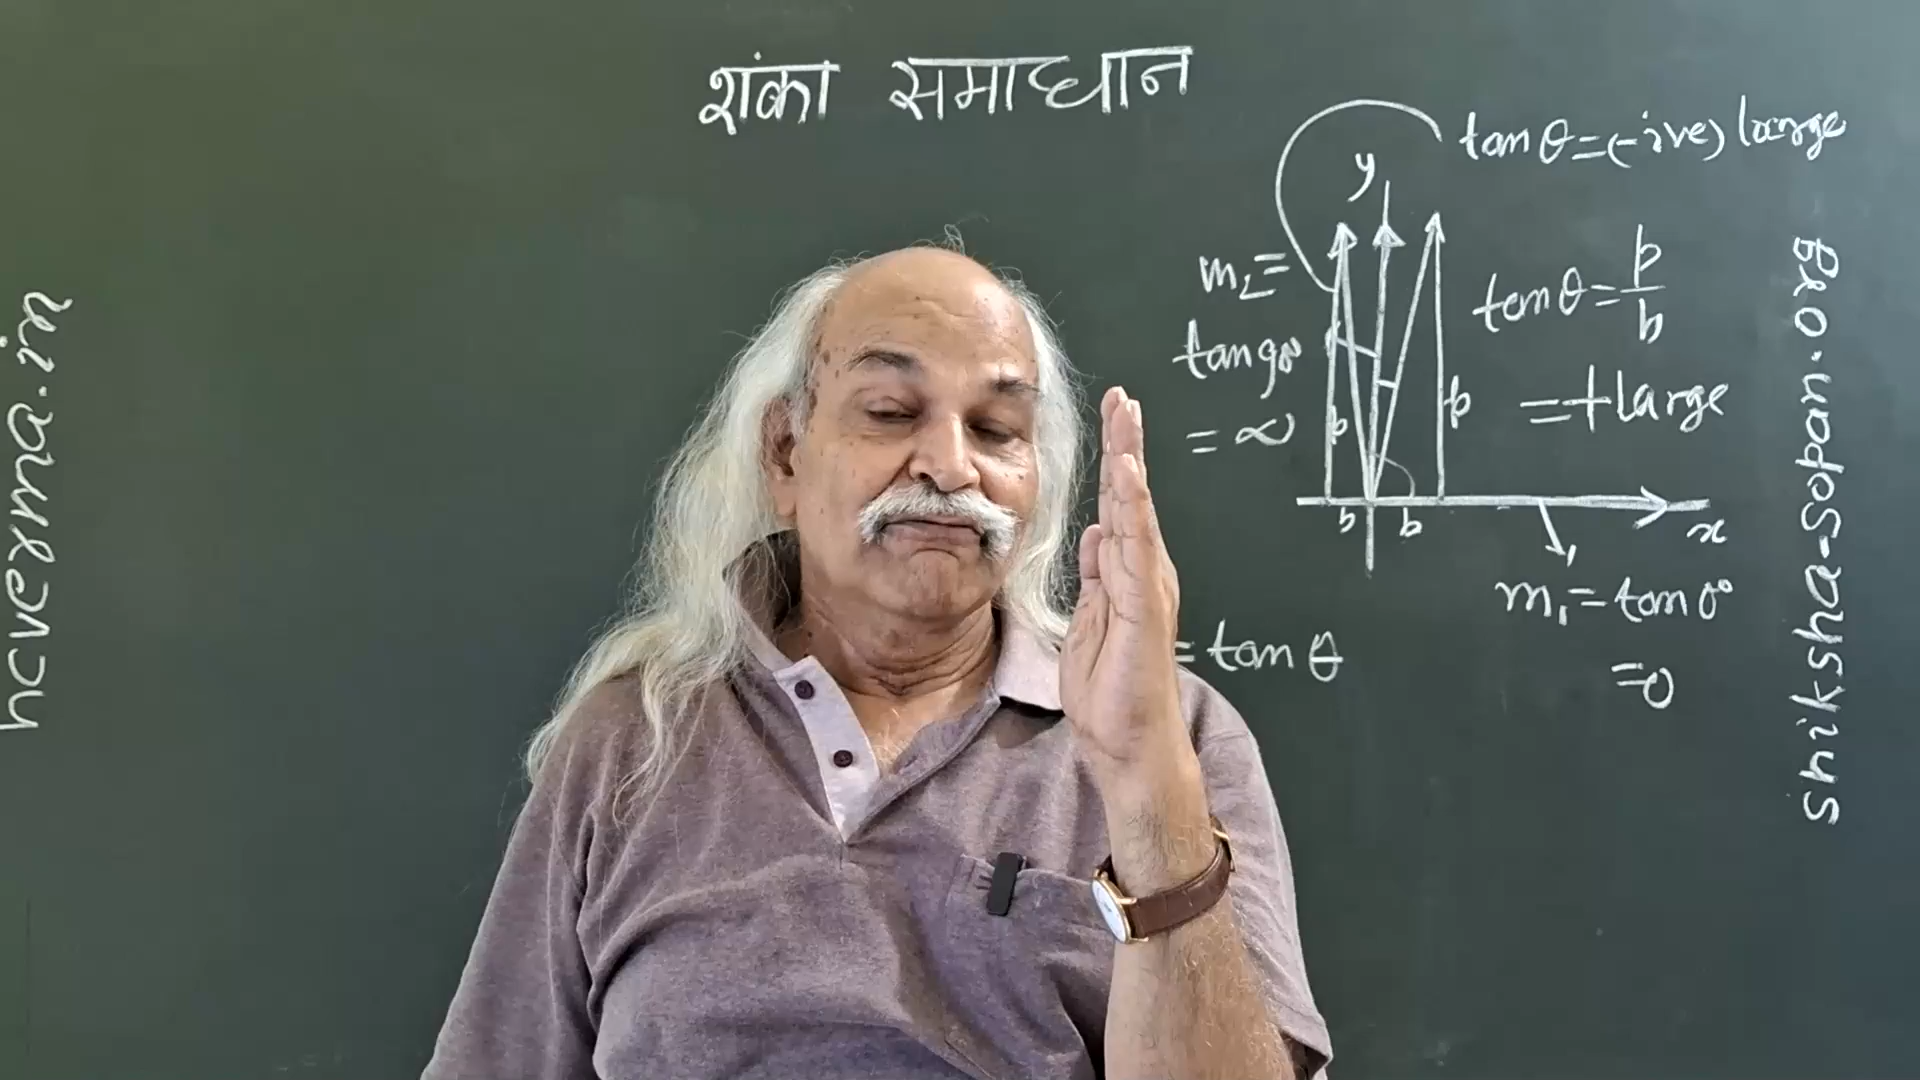 शंका समाधान
hcverma.in
tan θ = (-ive) large
y
m₂ =
tan 90°
= ∞
tan θ = p/b
= + large
p
p
b
b
x
m₁ = tan 0°
= 0
= tan θ
shiksha-sopan.org